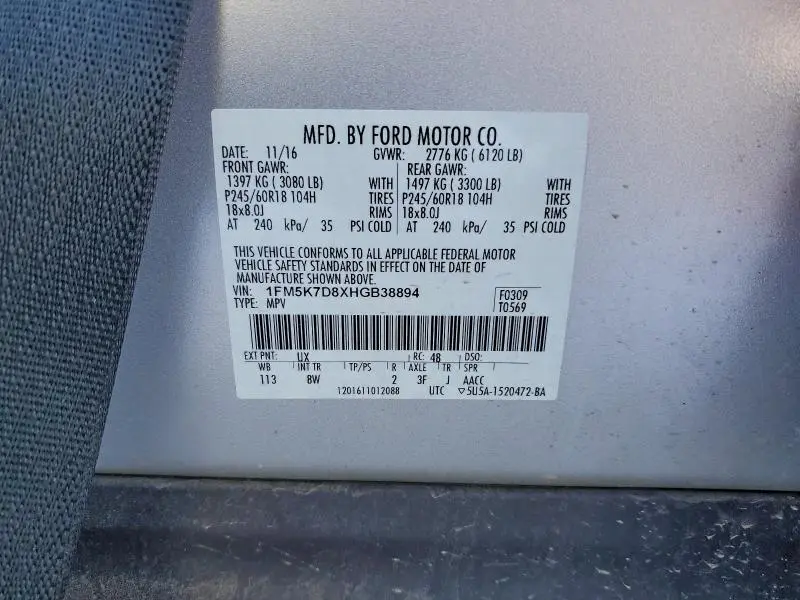 MFD. BY FORD MOTOR CO.
DATE: 11/16 GVWR: 2776 KG ( 6120 LB)
FRONT GAWR: REAR GAWR:
1397 KG ( 3080 LB) WITH 1497 KG ( 3300 LB) WITH
P245/60R18 104H TIRES P245/60R18 104H TIRES
18x8.0J RIMS 18x8.0J RIMS
AT 240 kPa/ 35 PSI COLD AT 240 kPa/ 35 PSI COLD
THIS VEHICLE CONFORMS TO ALL APPLICABLE FEDERAL MOTOR
VEHICLE SAFETY STANDARDS IN EFFECT ON THE DATE OF
MANUFACTURE SHOWN ABOVE.
VIN: 1FM5K7D8XHGB38894 F0309
TYPE: MPV T0569
EXT PNT: UX RC: 48 DSO:
WB INT TR TP/PS R AXLE TR SPR
113 8W 2 3F J AACC
1201611012088 UTC ▽5U5A-1520472-BA